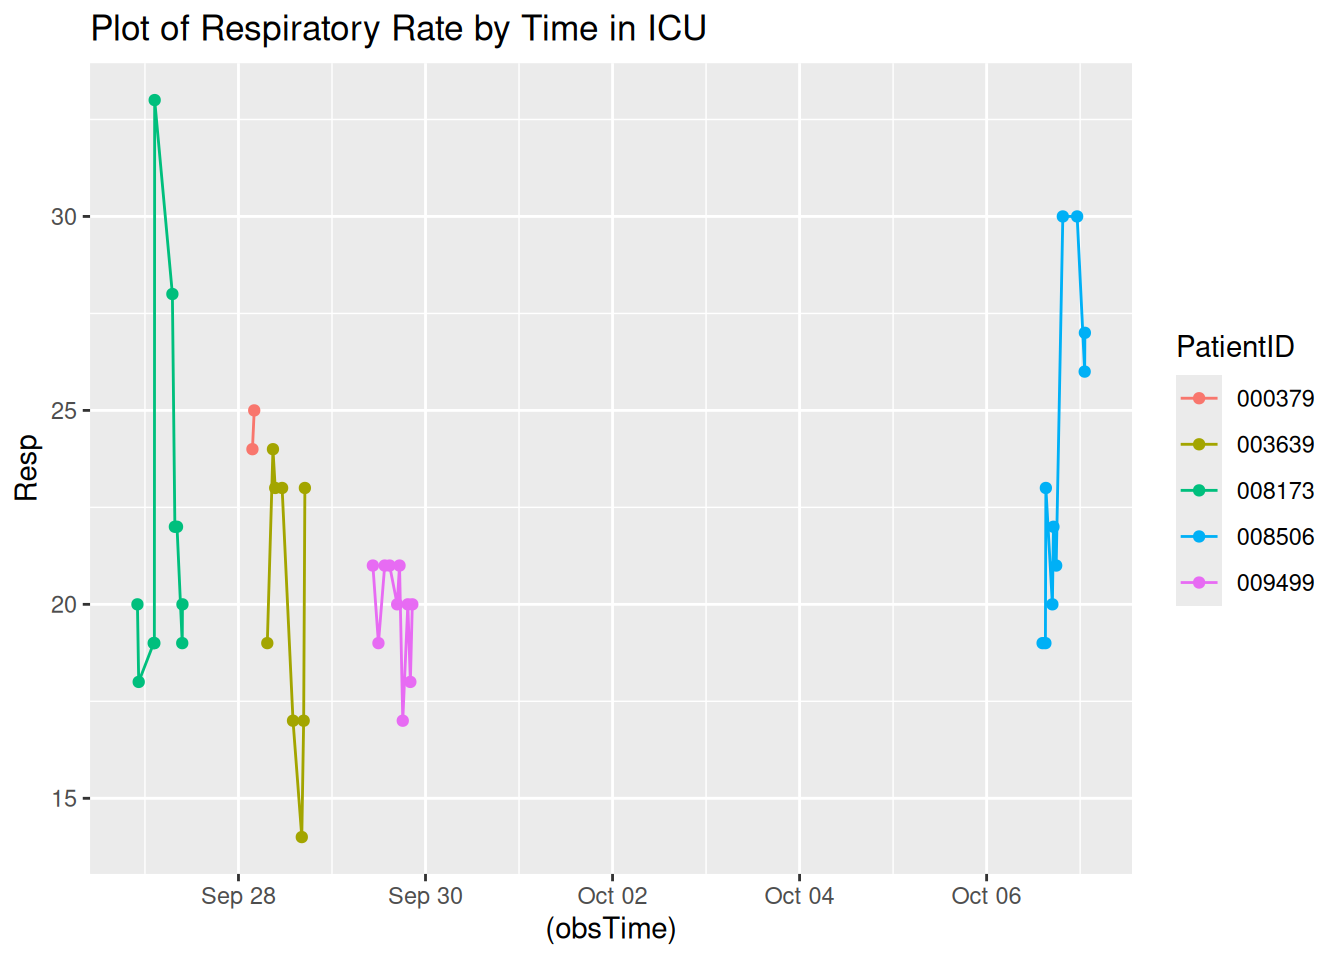 Plot of Respiratory Rate by Time in ICU
30
25
20
15
Resp
Sep 28 Sep 30 Oct 02 Oct 04 Oct 06
(obsTime)
PatientID
000379
003639
008173
008506
009499